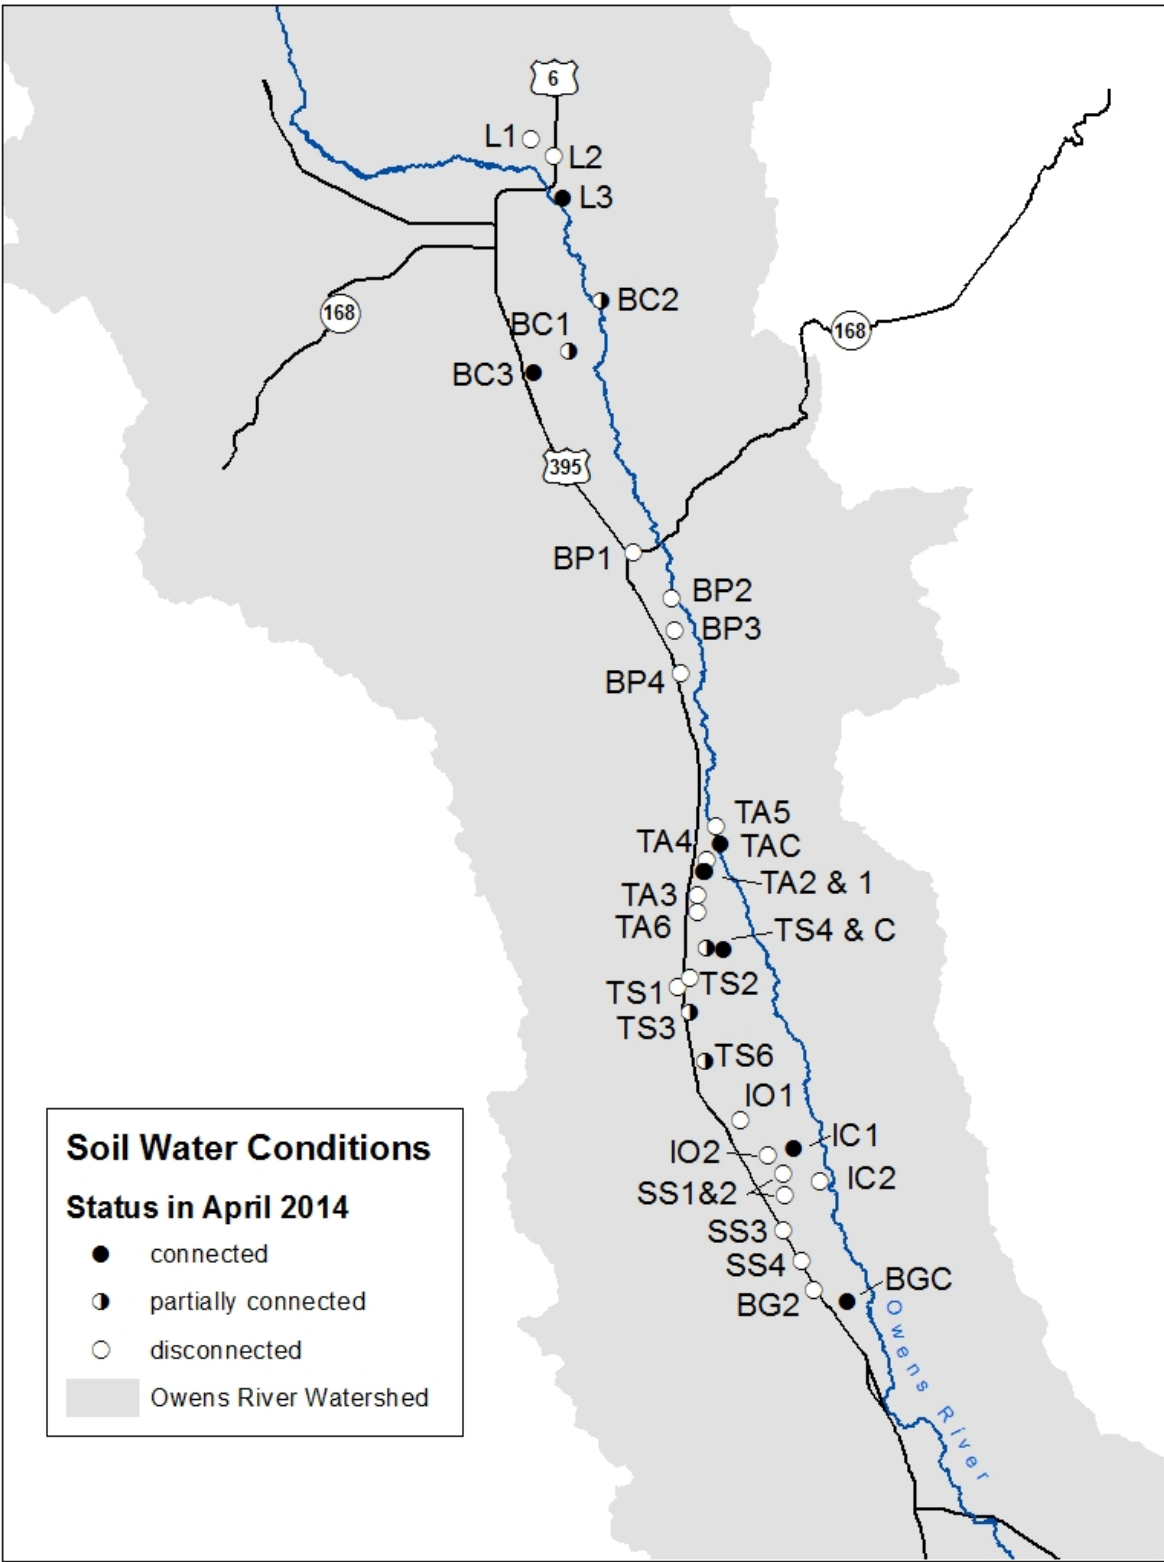 6
L1
L2
L3
BC2
168
BC1
168
BC3
395
BP1
BP2
BP3
BP4
TA5
TA4
TAC
TA2 & 1
TA3
TA6
TS4 & C
TS2
TS1
TS3
TS6
IO1
IC1
IO2
IC2
SS1&2
SS3
SS4
BGC
BG2
Owens River
Soil Water Conditions
Status in April 2014
connected
partially connected
disconnected
Owens River Watershed